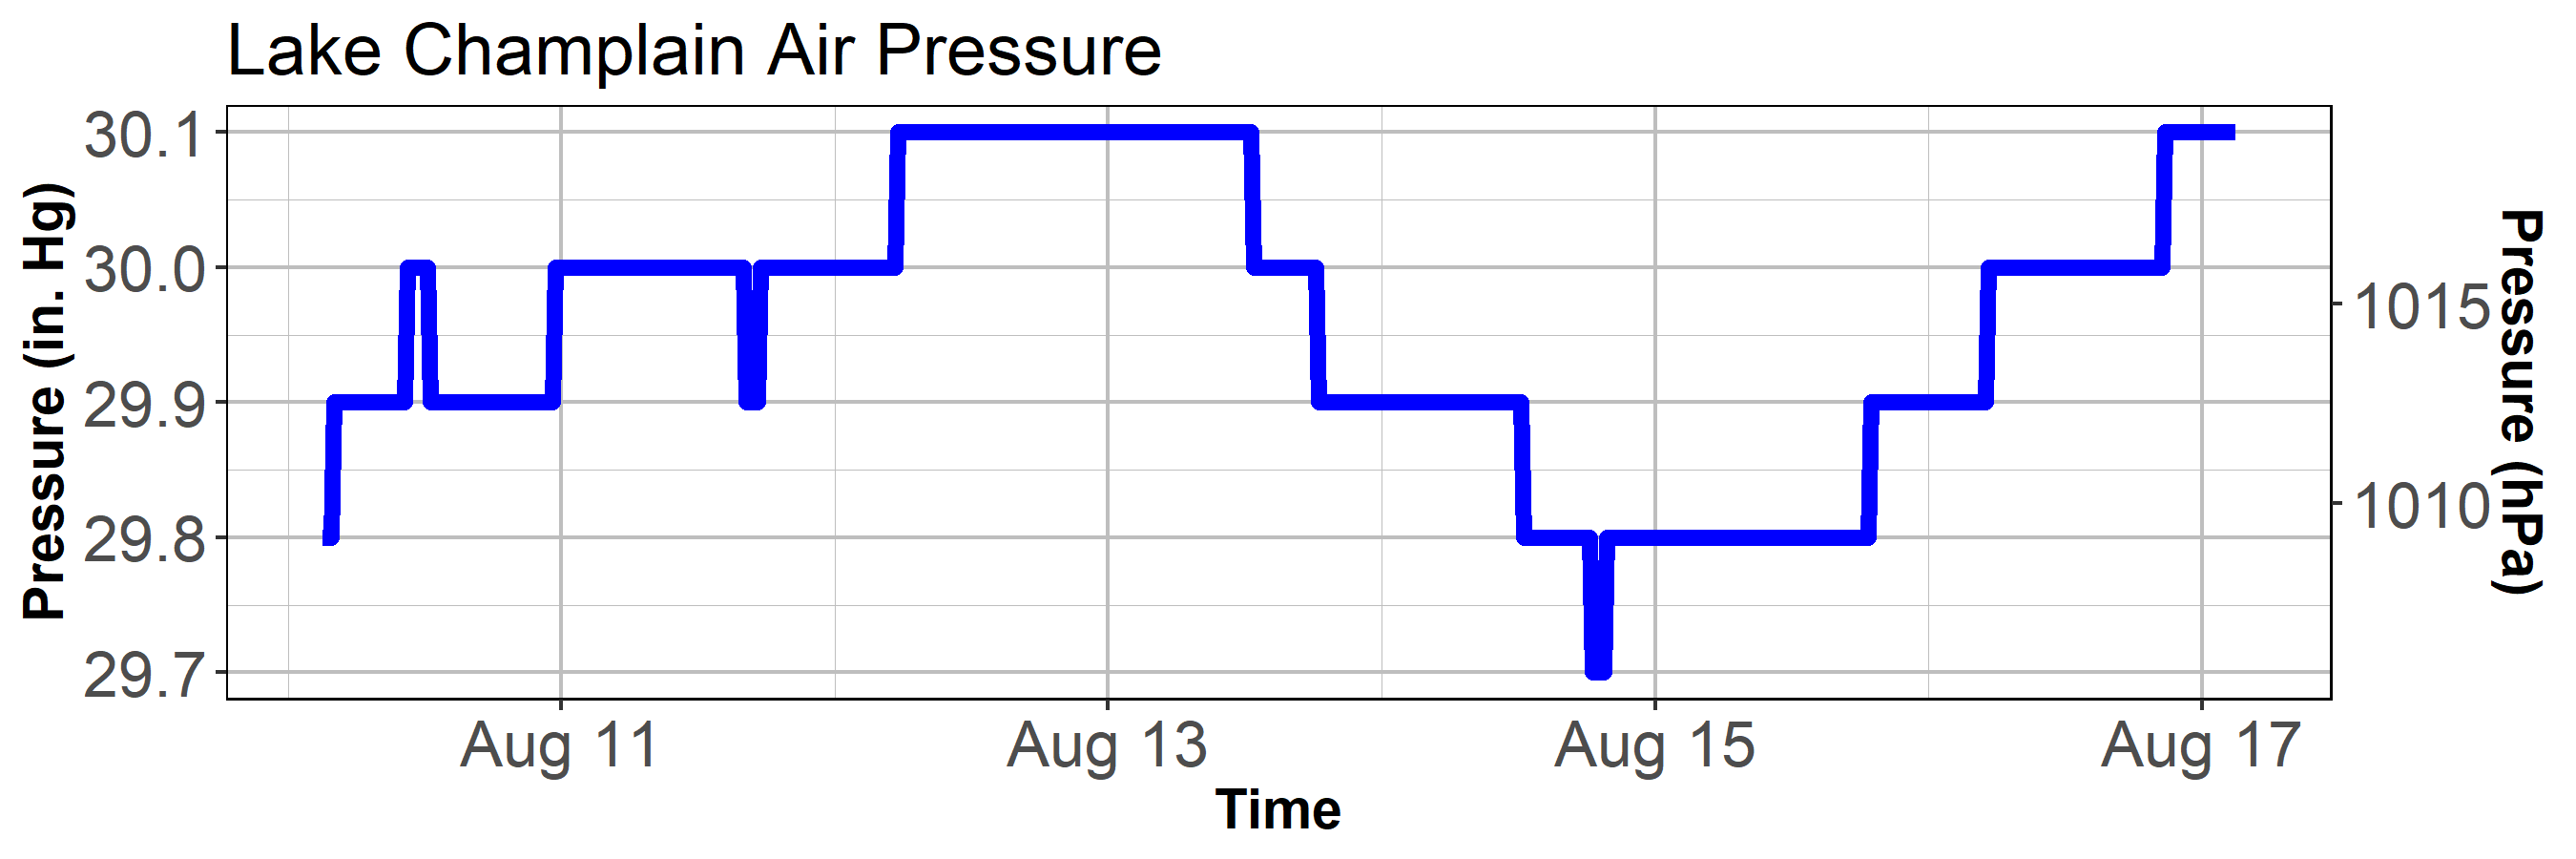 Lake Champlain Air Pressure
Pressure (in. Hg)
30.1
30.0
29.9
29.8
29.7
1015
1010
Pressure (hPa)
Aug 11
Aug 13
Aug 15
Aug 17
Time